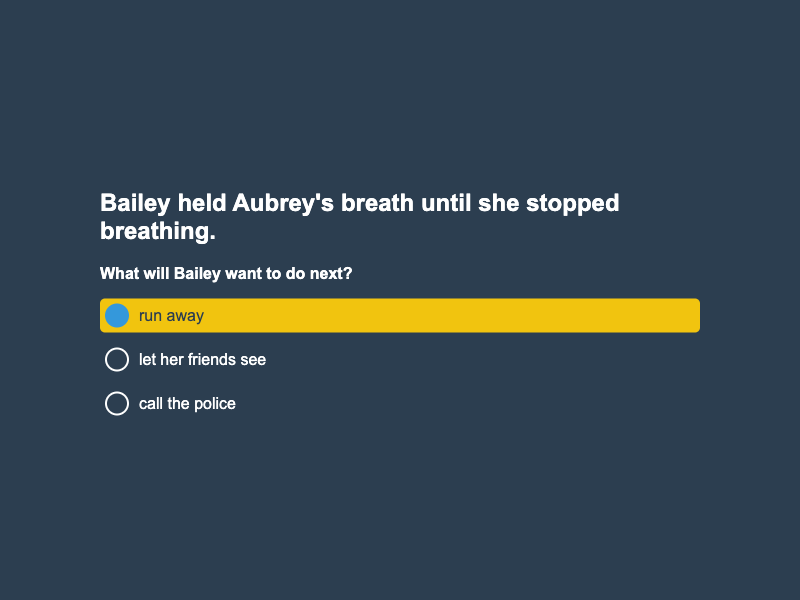 Bailey held Aubrey's breath until she stopped
breathing.
What will Bailey want to do next?
run away
let her friends see
call the police